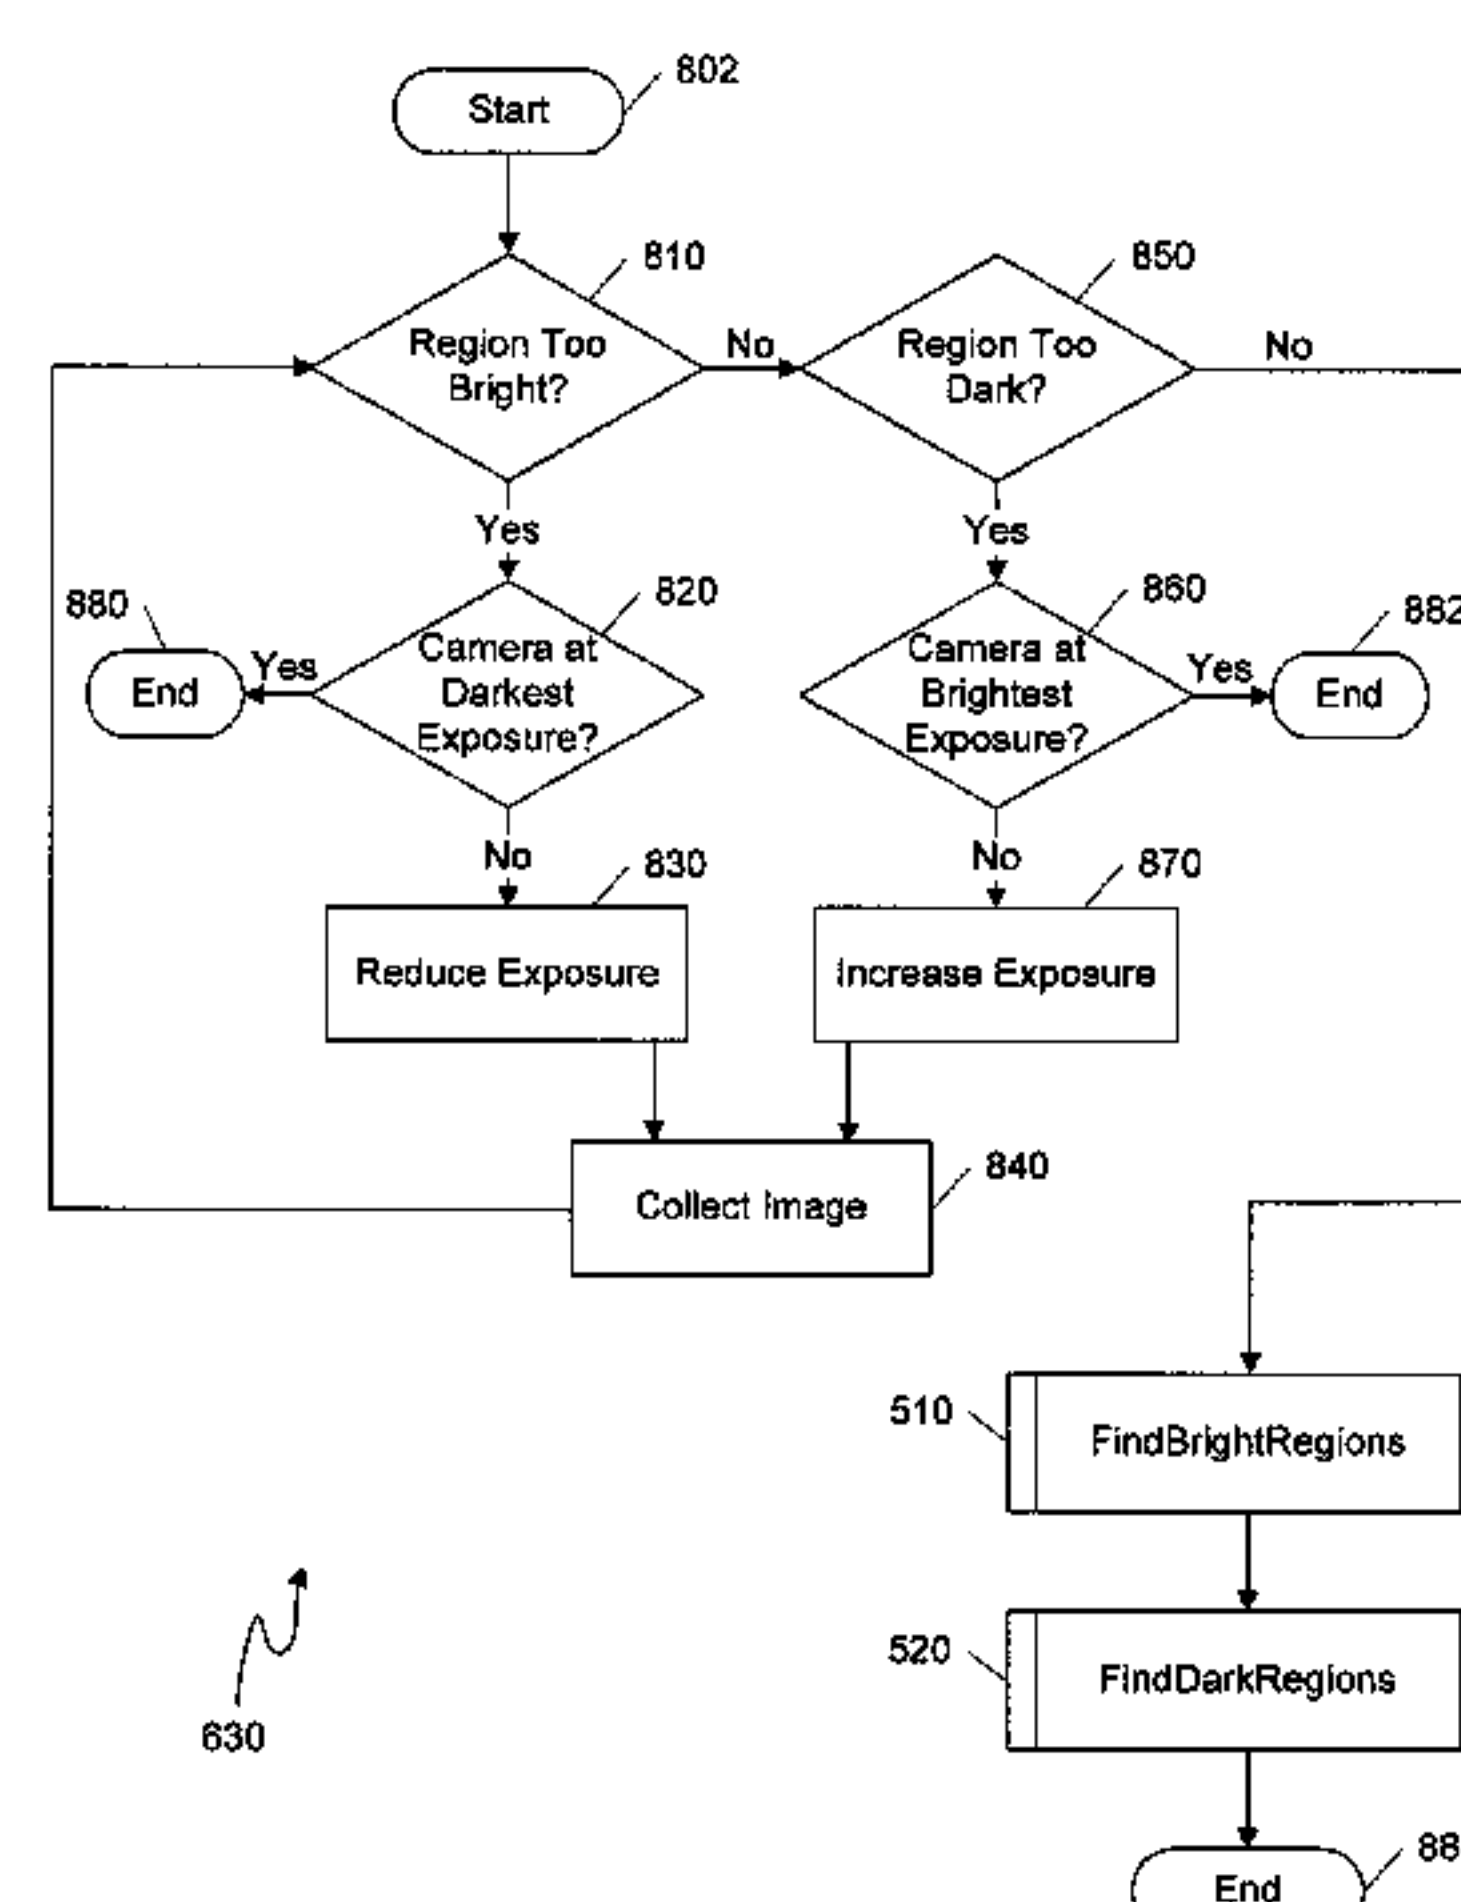 802
Start
810
850
Region Too
Bright?
No
Region Too
Dark?
No
Yes
Yes
880
820
860
882
End
Yes
Camera at
Darkest
Exposure?
Camera at
Brightest
Exposure?
Yes
End
No
830
No
870
Reduce Exposure
Increase Exposure
840
Collect Image
510
FindBrightRegions
520
FindDarkRegions
630
End